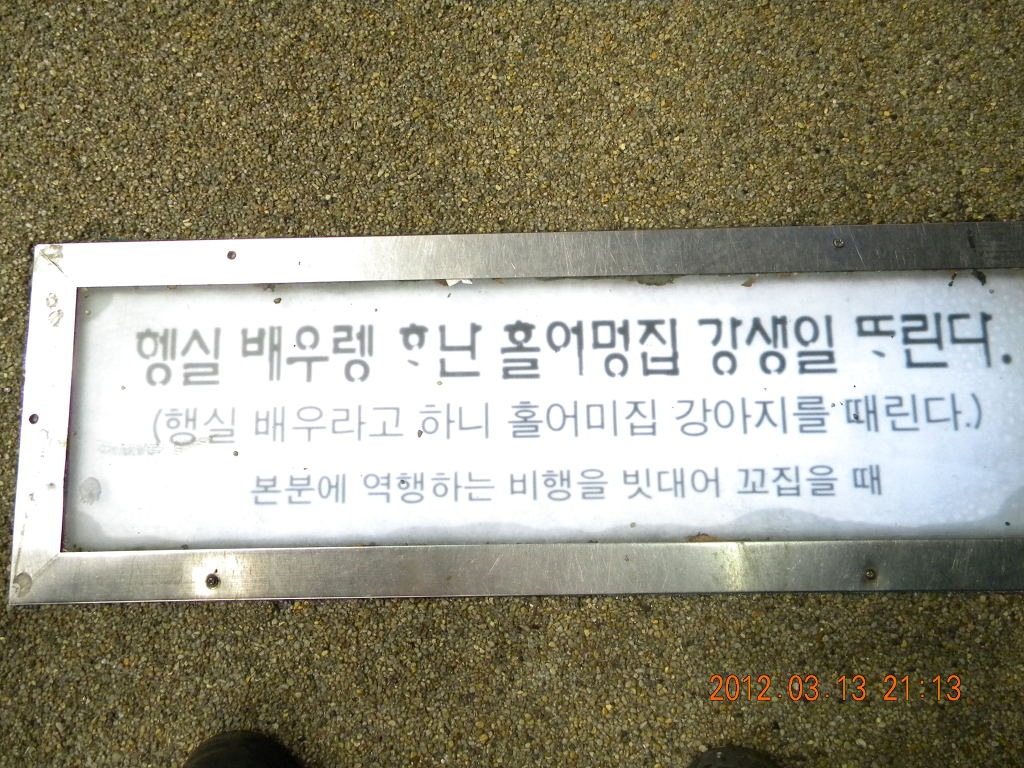 헹실 배우렝 ᄒᆞ난 홀어멍집 강생일 ᄄᆞ린다.
(행실 배우라고 하니 홀어미집 강아지를 때린다.)
본분에 역행하는 비행을 빗대어 꼬집을 때
2012.03.13 21:13